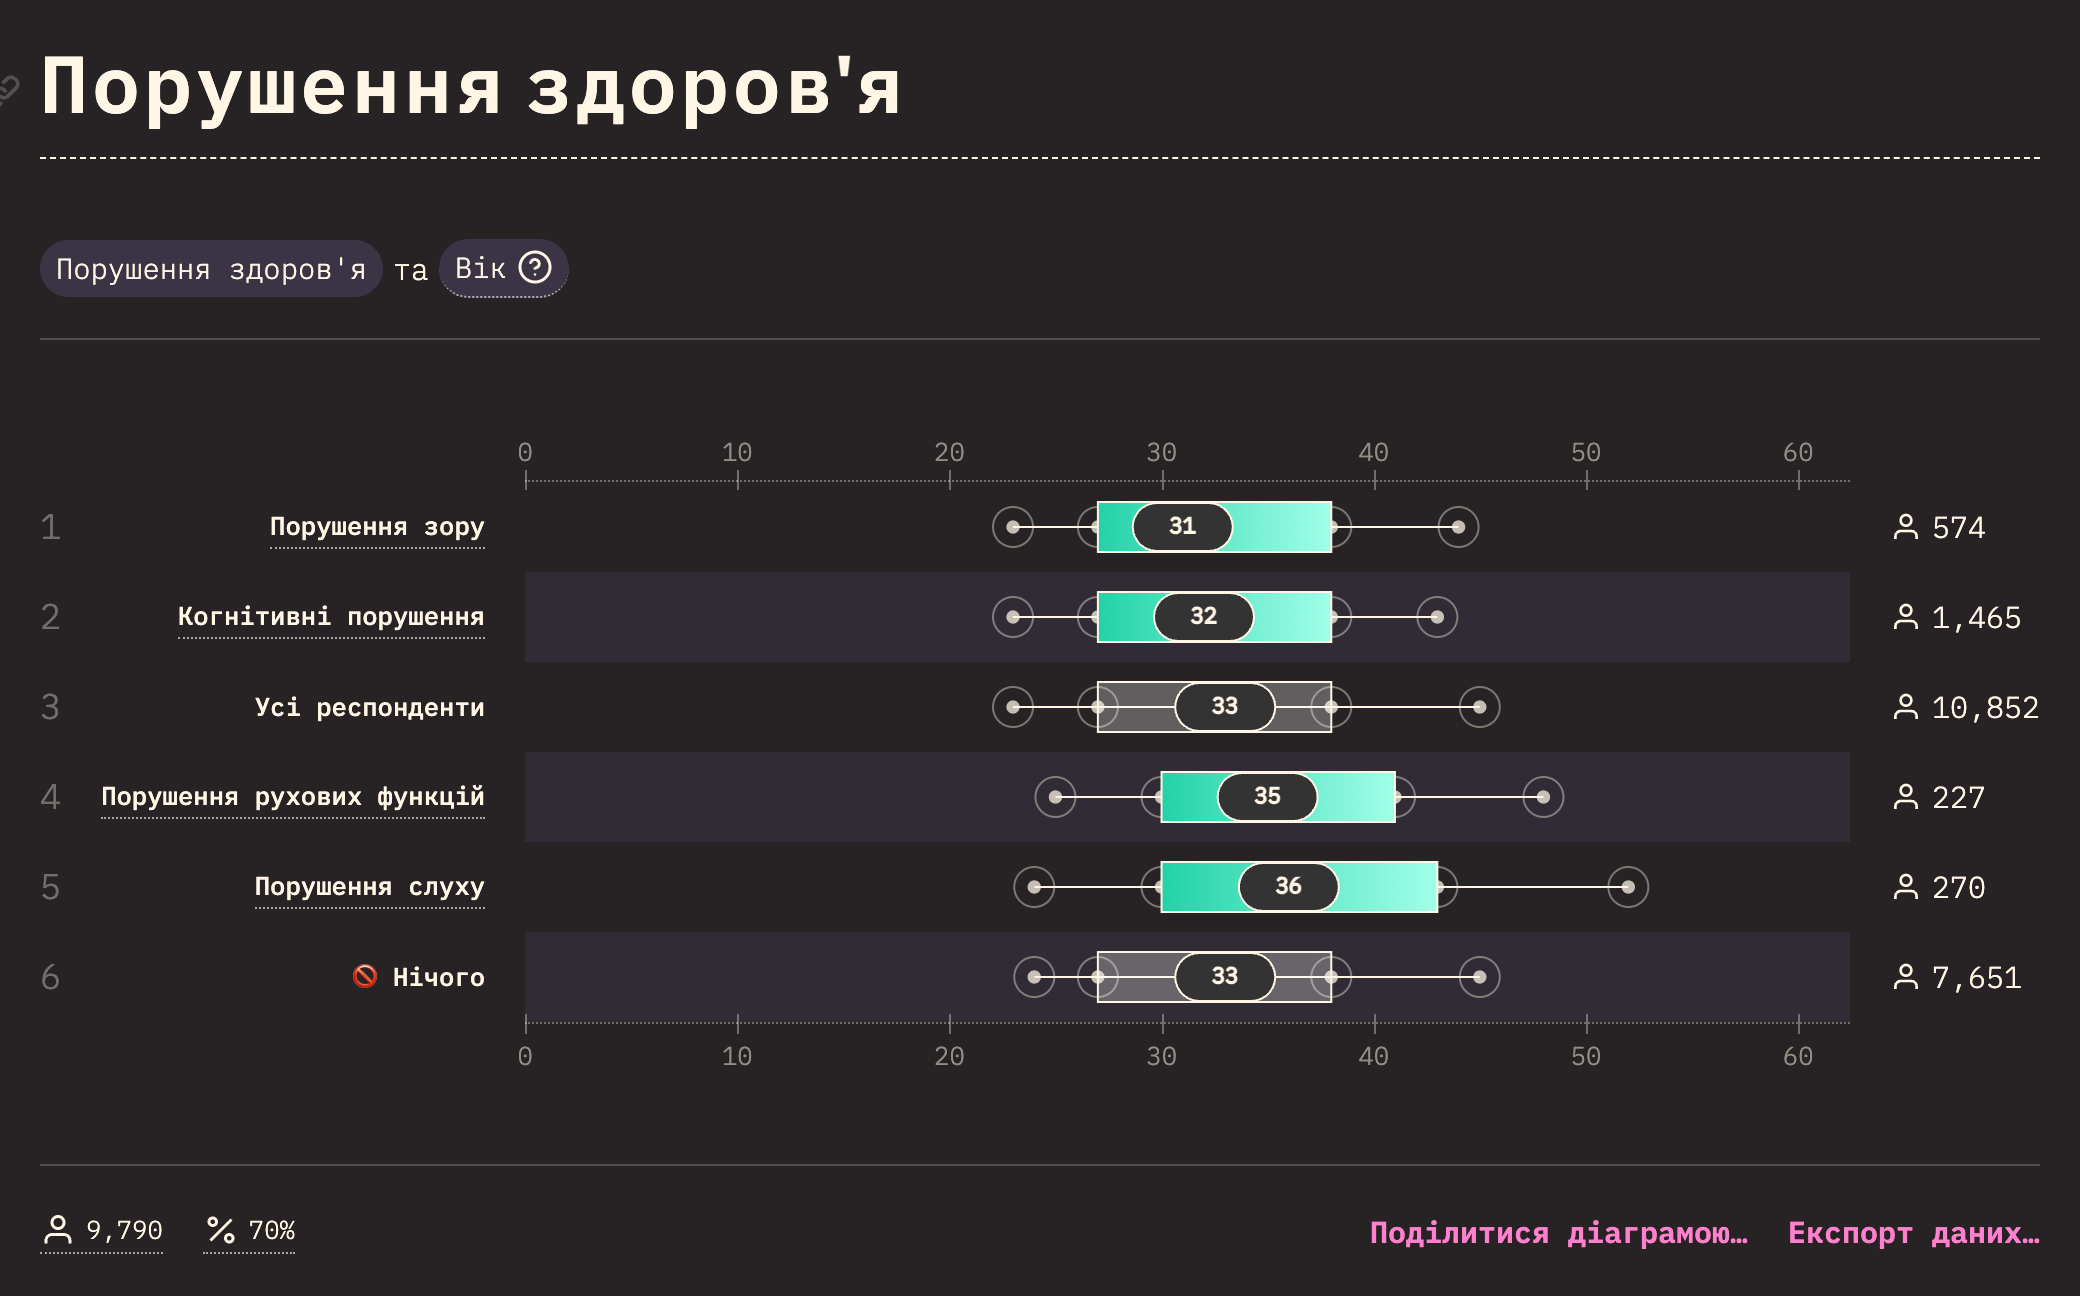 Порушення здоров'я
Порушення здоров'я та Вік ?
0 10 20 30 40 50 60
1 Порушення зору 31 574
2 Когнітивні порушення 32 1,465
3 Усі респонденти 33 10,852
4 Порушення рухових функцій 35 227
5 Порушення слуху 36 270
6 🚫 Нічого 33 7,651
0 10 20 30 40 50 60
9,790 % 70% Поділитися діаграмою… Експорт даних…